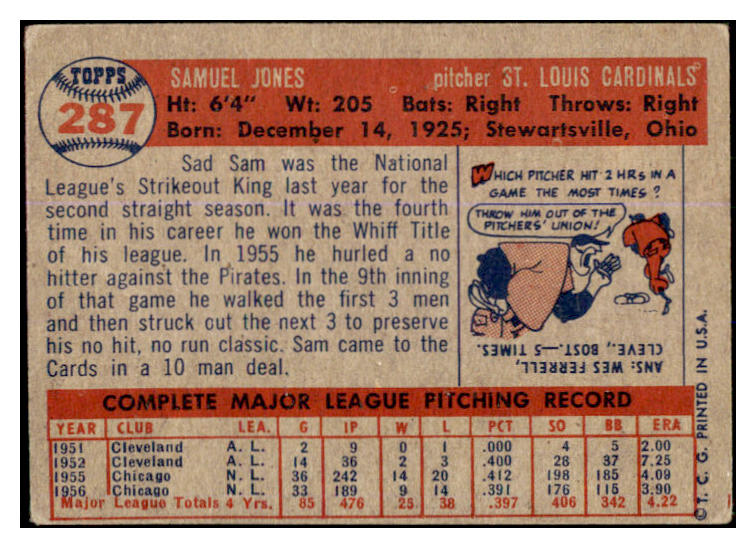 TOPPS
287
SAMUEL JONES pitcher ST. LOUIS CARDINALS
Ht: 6'4" Wt: 205 Bats: Right Throws: Right
Born: December 14, 1925; Stewartsville, Ohio
Sad Sam was the National
League's Strikeout King last year for the
second straight season. It was the fourth
time in his career he won the Whiff Title
of his league. In 1955 he hurled a no
hitter against the Pirates. In the 9th inning
of that game he walked the first 3 men
and then struck out the next 3 to preserve
his no hit, no run classic. Sam came to the
Cards in a 10 man deal.
WHICH PITCHER HIT 2 HRS IN A
GAME THE MOST TIMES ?
THROW HIM OUT OF THE
PITCHERS' UNION!
ANS: WES FERRELL,
CLEVE., BOST.—5 TIMES.
COMPLETE MAJOR LEAGUE PITCHING RECORD
YEAR CLUB LEA. G IP W L PCT SO BB ERA
1951 Cleveland A. L. 2 9 0 1 .000 4 5 2.00
1952 Cleveland A. L. 14 36 2 3 .400 28 37 7.25
1955 Chicago N. L. 36 242 14 20 .412 198 185 4.09
1956 Chicago N. L. 33 189 9 14 .391 176 115 3.90
Major League Totals 4 Yrs. 85 476 25 38 .397 406 342 4.22
© T. C. G. PRINTED IN U.S.A.